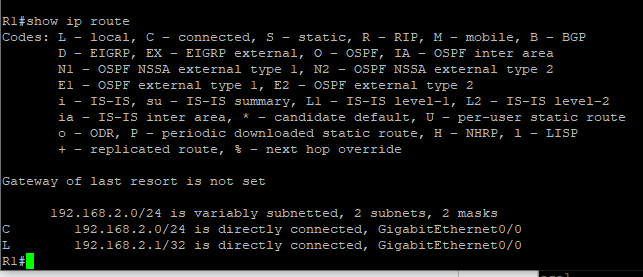 R1#show ip route
Codes: L - local, C - connected, S - static, R - RIP, M - mobile, B - BGP
D - EIGRP, EX - EIGRP external, O - OSPF, IA - OSPF inter area
N1 - OSPF NSSA external type 1, N2 - OSPF NSSA external type 2
E1 - OSPF external type 1, E2 - OSPF external type 2
i - IS-IS, su - IS-IS summary, L1 - IS-IS level-1, L2 - IS-IS level-2
ia - IS-IS inter area, * - candidate default, U - per-user static route
o - ODR, P - periodic downloaded static route, H - NHRP, l - LISP
+ - replicated route, % - next hop override
Gateway of last resort is not set
192.168.2.0/24 is variably subnetted, 2 subnets, 2 masks
C 192.168.2.0/24 is directly connected, GigabitEthernet0/0
L 192.168.2.1/32 is directly connected, GigabitEthernet0/0
R1#